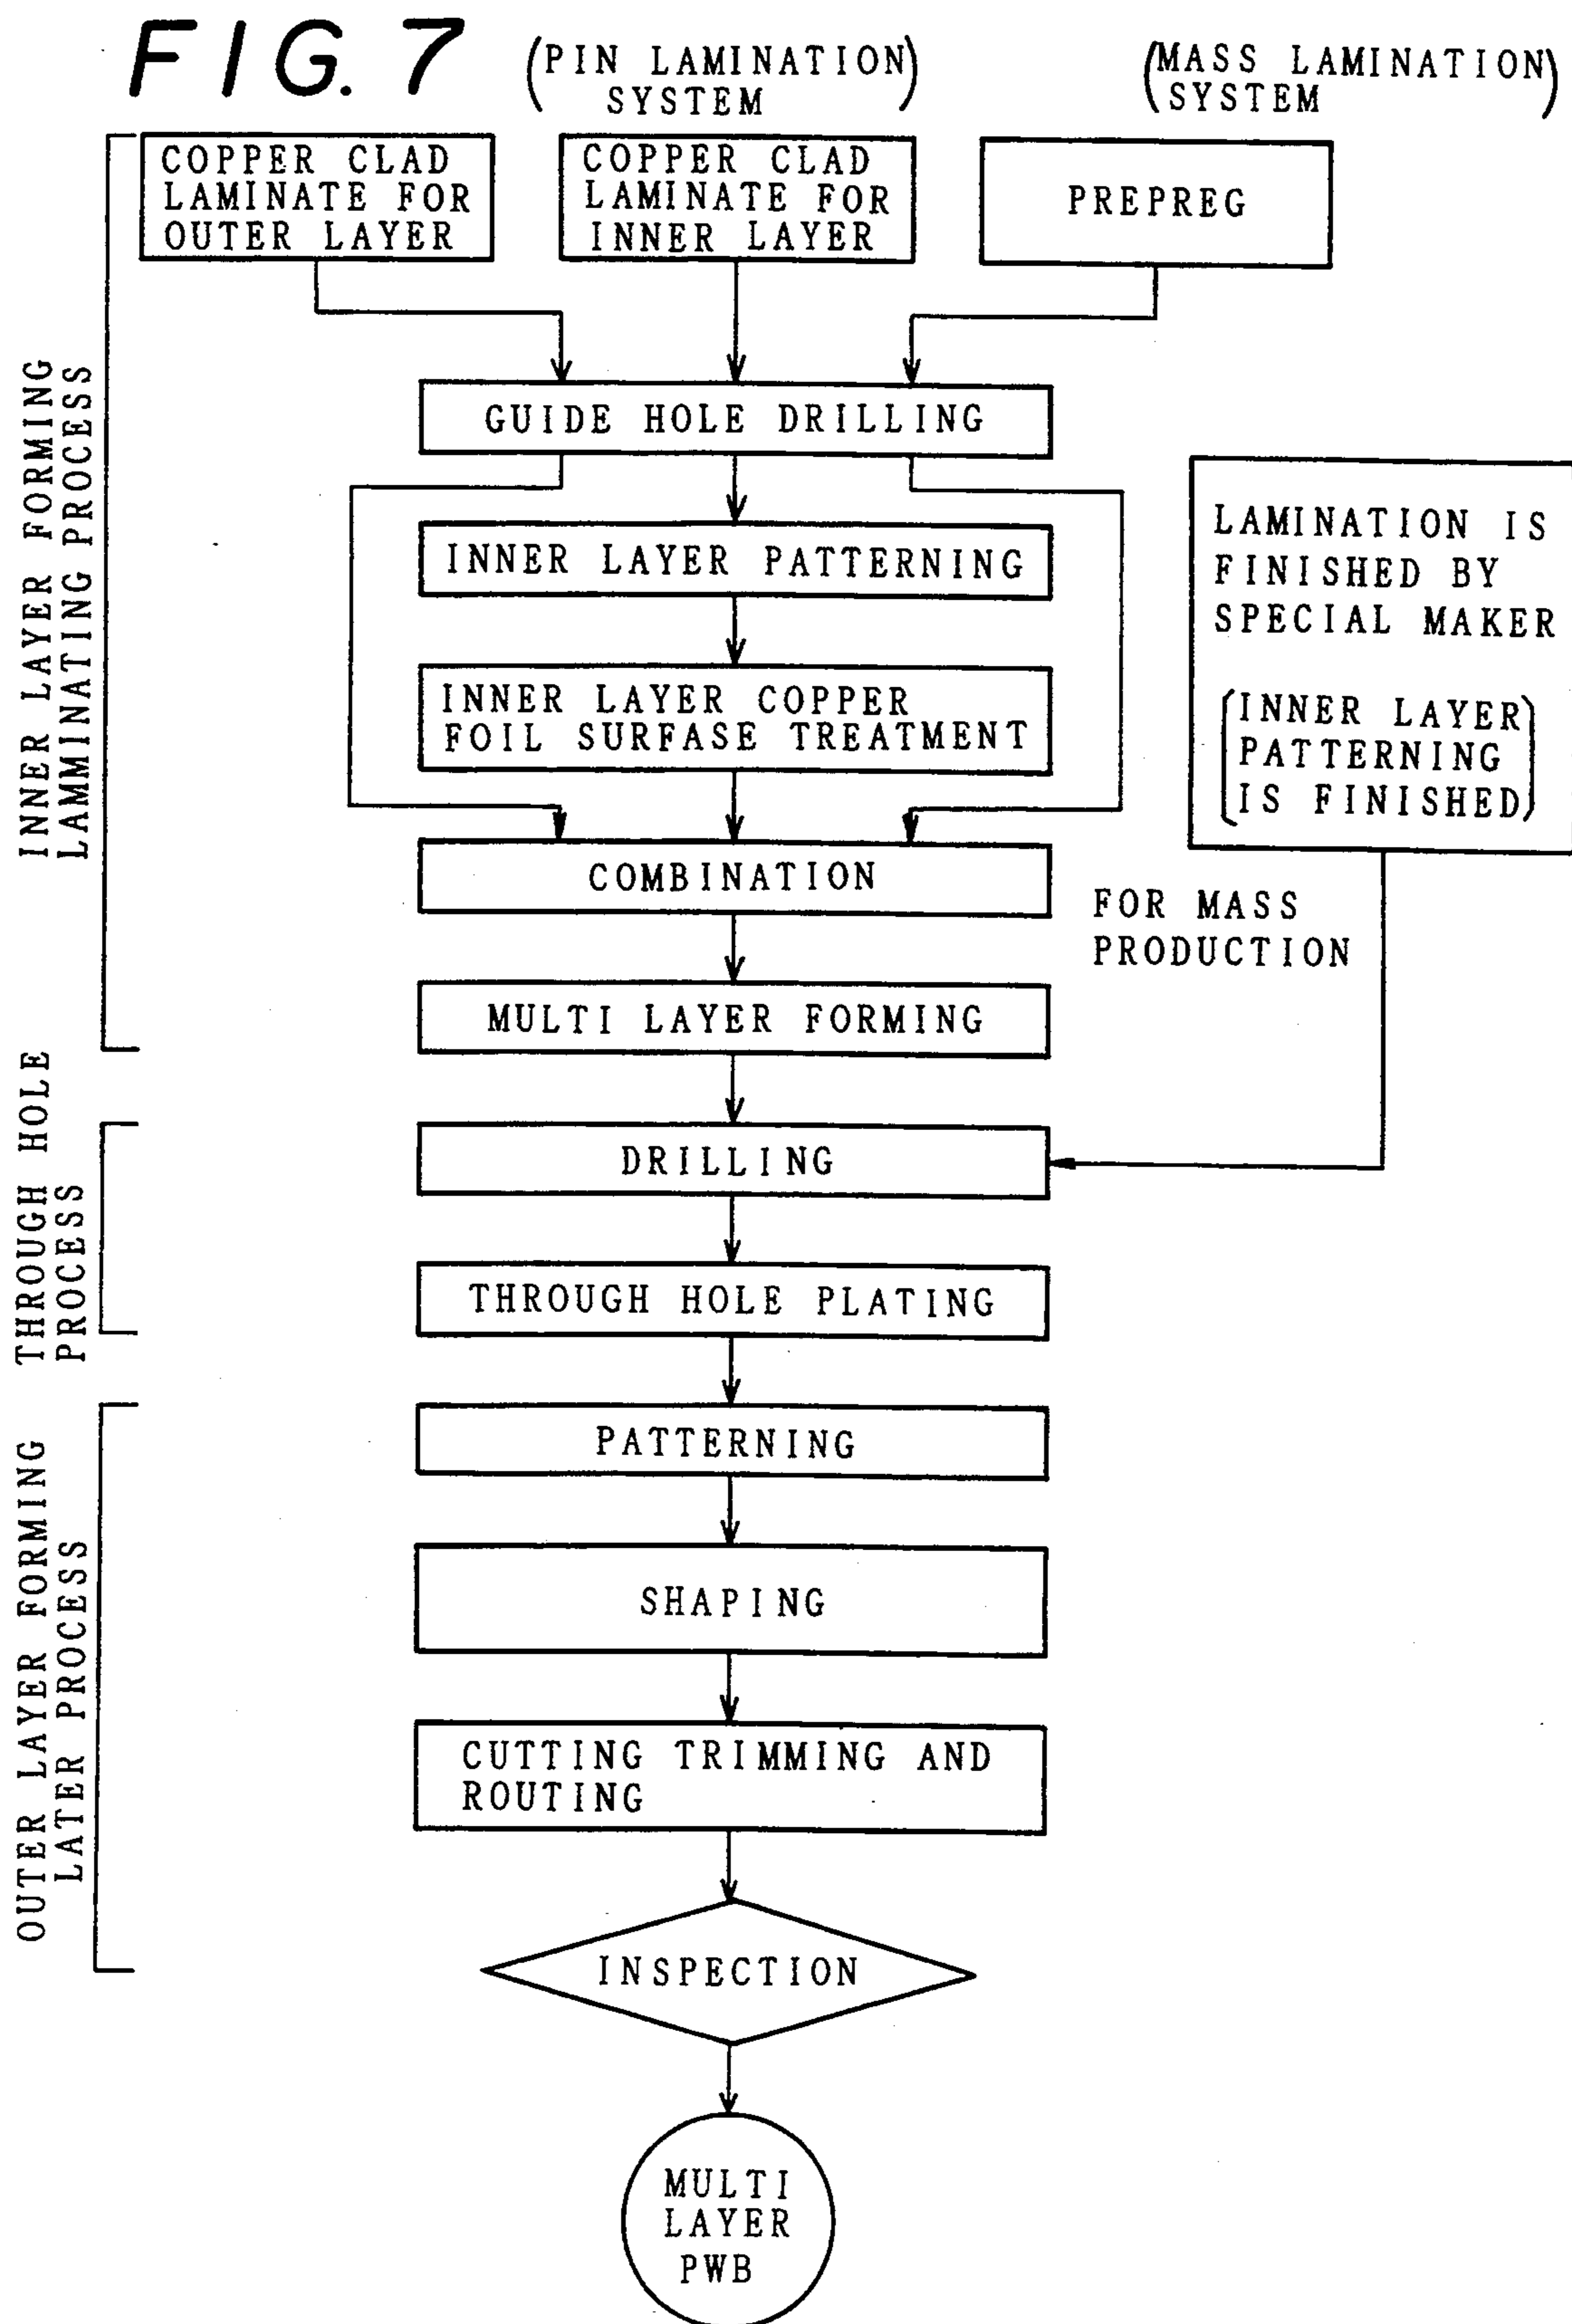 FIG. 7
(PIN LAMINATION
SYSTEM)
(MASS LAMINATION
SYSTEM)
COPPER CLAD
LAMINATE FOR
OUTER LAYER
COPPER CLAD
LAMINATE FOR
INNER LAYER
PREPREG
INNER LAYER FORMING
LAMMINATING PROCESS
GUIDE HOLE DRILLING
INNER LAYER PATTERNING
INNER LAYER COPPER
FOIL SURFASE TREATMENT
LAMINATION IS
FINISHED BY
SPECIAL MAKER
(INNER LAYER
PATTERNING
IS FINISHED)
COMBINATION
FOR MASS
PRODUCTION
MULTI LAYER FORMING
THROUGH HOLE
PROCESS
DRILLING
THROUGH HOLE PLATING
OUTER LAYER FORMING
LATER PROCESS
PATTERNING
SHAPING
CUTTING TRIMMING AND
ROUTING
INSPECTION
MULTI
LAYER
PWB